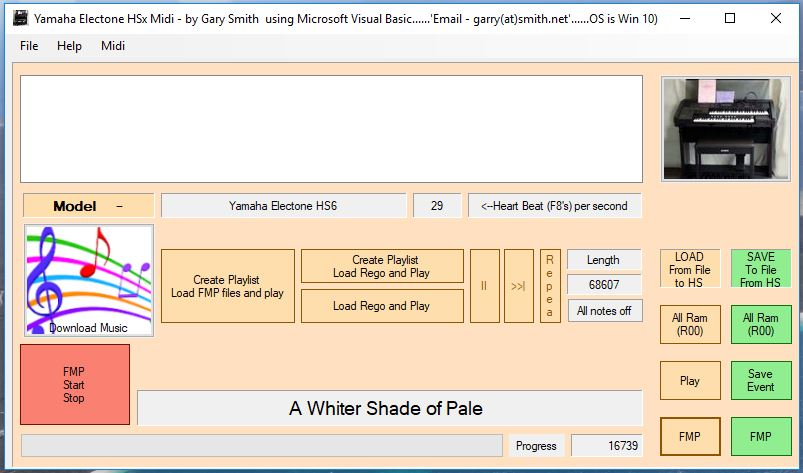 Yamaha Electone HSx Midi - by Gary Smith  using Microsoft Visual Basic......'Email - garry(at)smith.net'......OS is Win 10)
File Help Midi
Model -
Yamaha Electone HS6
29
<--Heart Beat (F8's) per second
Download Music
Create Playlist
Load FMP files and play
Create Playlist
Load Rego and Play
Load Rego and Play
II
>>|
R
e
p
e
a
Length
68607
All notes off
LOAD
From File
to HS
SAVE
To File
From HS
All Ram
(R00)
All Ram
(R00)
Play
Save
Event
FMP
FMP
FMP
Start
Stop
A Whiter Shade of Pale
Progress
16739